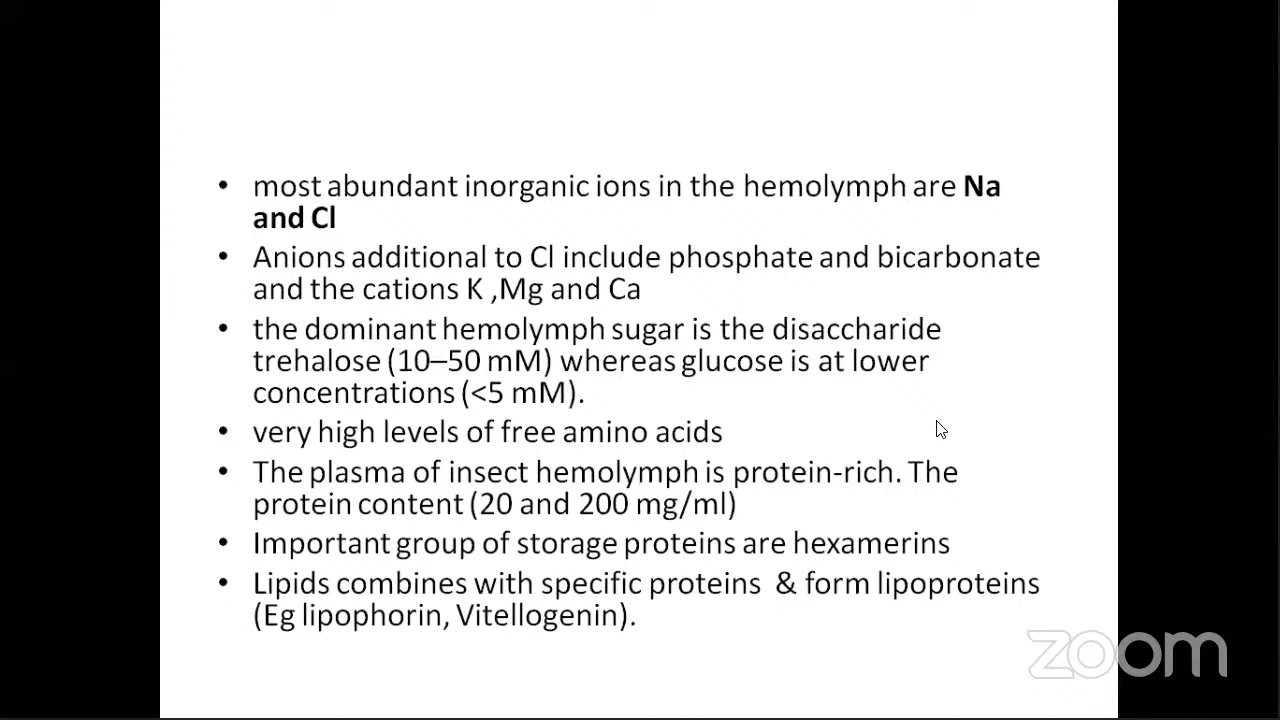 • most abundant inorganic ions in the hemolymph are Na
and Cl
• Anions additional to Cl include phosphate and bicarbonate
and the cations K ,Mg and Ca
• the dominant hemolymph sugar is the disaccharide
trehalose (10–50 mM) whereas glucose is at lower
concentrations (<5 mM).
• very high levels of free amino acids
• The plasma of insect hemolymph is protein-rich. The
protein content (20 and 200 mg/ml)
• Important group of storage proteins are hexamerins
• Lipids combines with specific proteins & form lipoproteins
(Eg lipophorin, Vitellogenin).
zoom